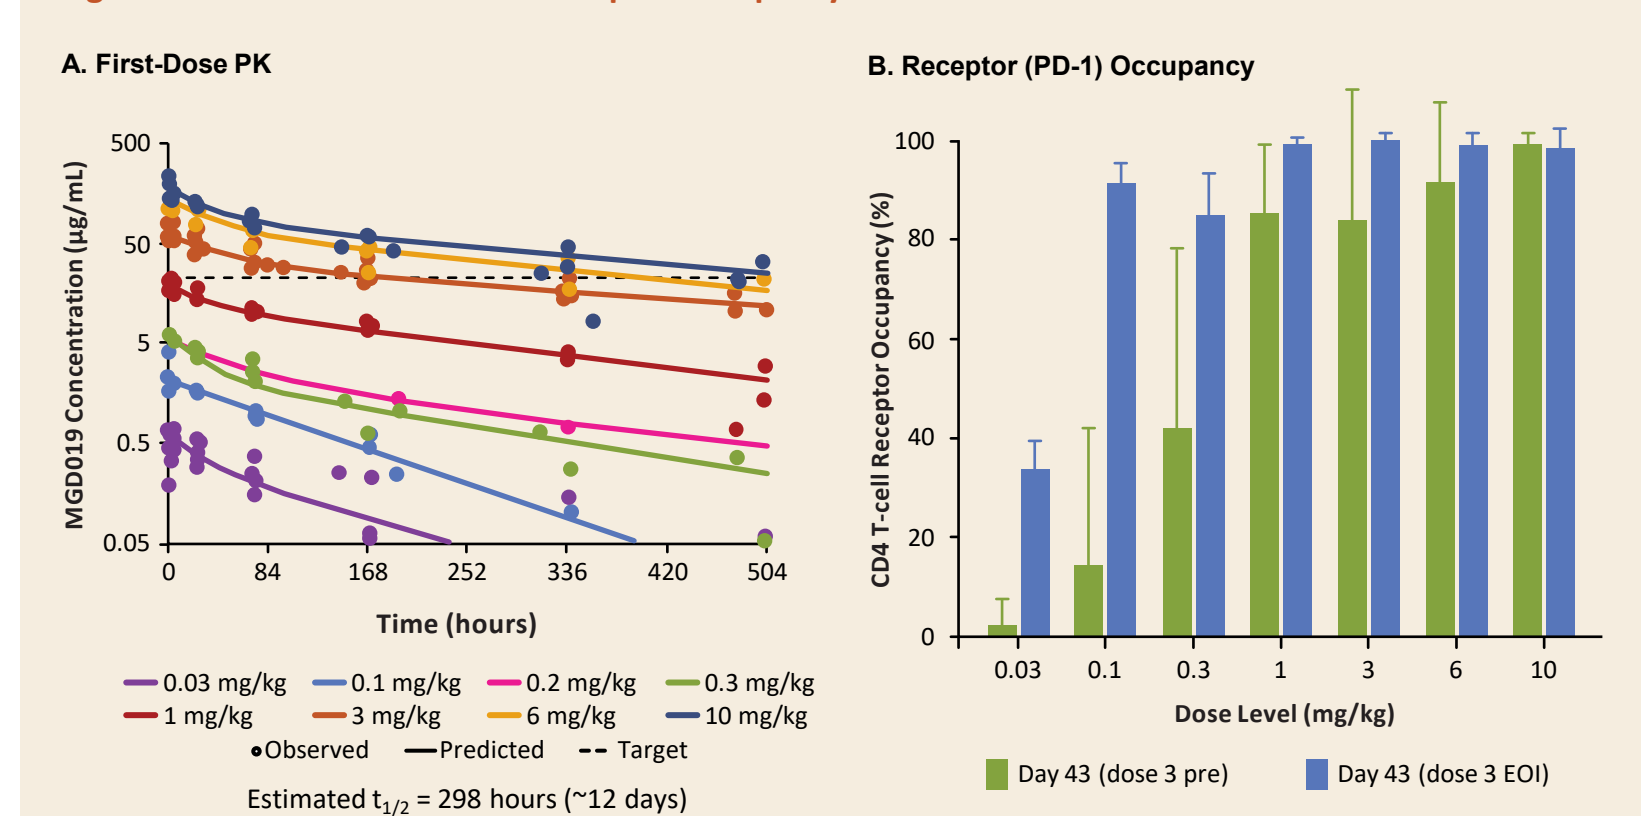 A. First-Dose PK
MGD019 Concentration (µg/mL)
500
50
5
0.5
0.05
0
84
168
252
336
420
504
Time (hours)
0.03 mg/kg
0.1 mg/kg
0.2 mg/kg
0.3 mg/kg
1 mg/kg
3 mg/kg
6 mg/kg
10 mg/kg
Observed
Predicted
Target
Estimated t1/2 = 298 hours (~12 days)
B. Receptor (PD-1) Occupancy
CD4 T-cell Receptor Occupancy (%)
100
80
60
40
20
0
0.03
0.1
0.3
1
3
6
10
Dose Level (mg/kg)
Day 43 (dose 3 pre)
Day 43 (dose 3 EOI)